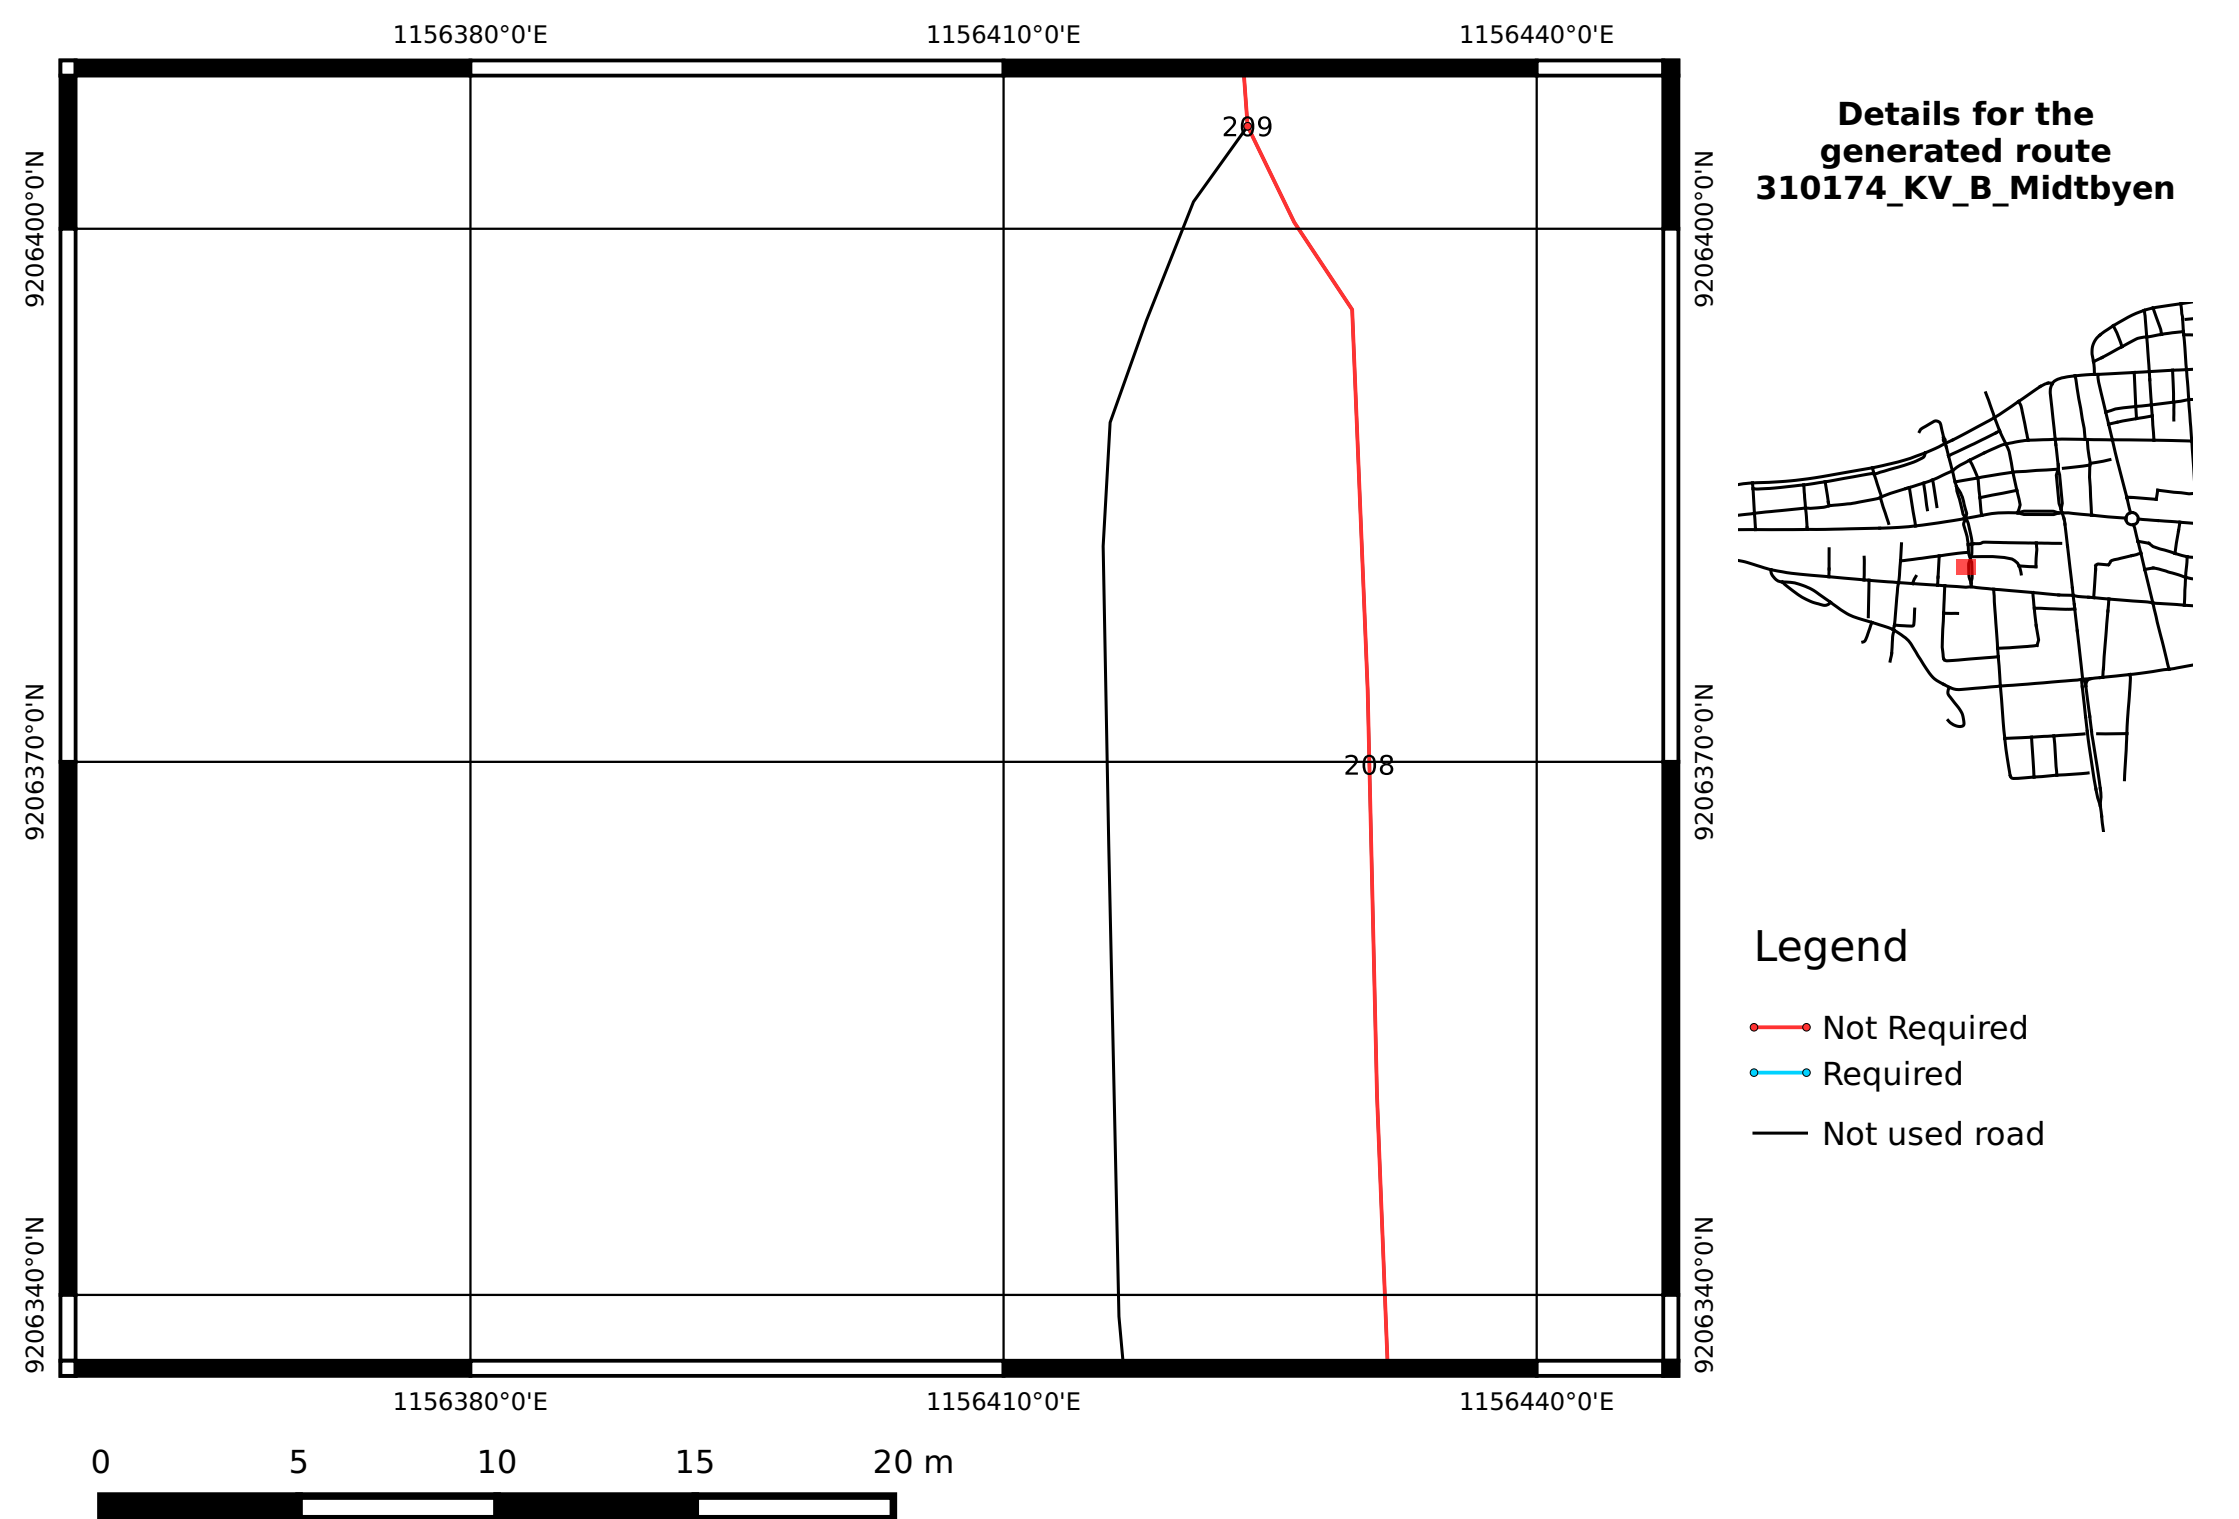 1156380°0'E 1156410°0'E 1156440°0'E
Details for the
generated route
310174_KV_B_Midtbyen
209
9206400°0'N
9206400°0'N
208
9206370°0'N
9206370°0'N
9206340°0'N
9206340°0'N
Legend
Not Required
Required
Not used road
1156380°0'E 1156410°0'E 1156440°0'E
0 5 10 15 20 m